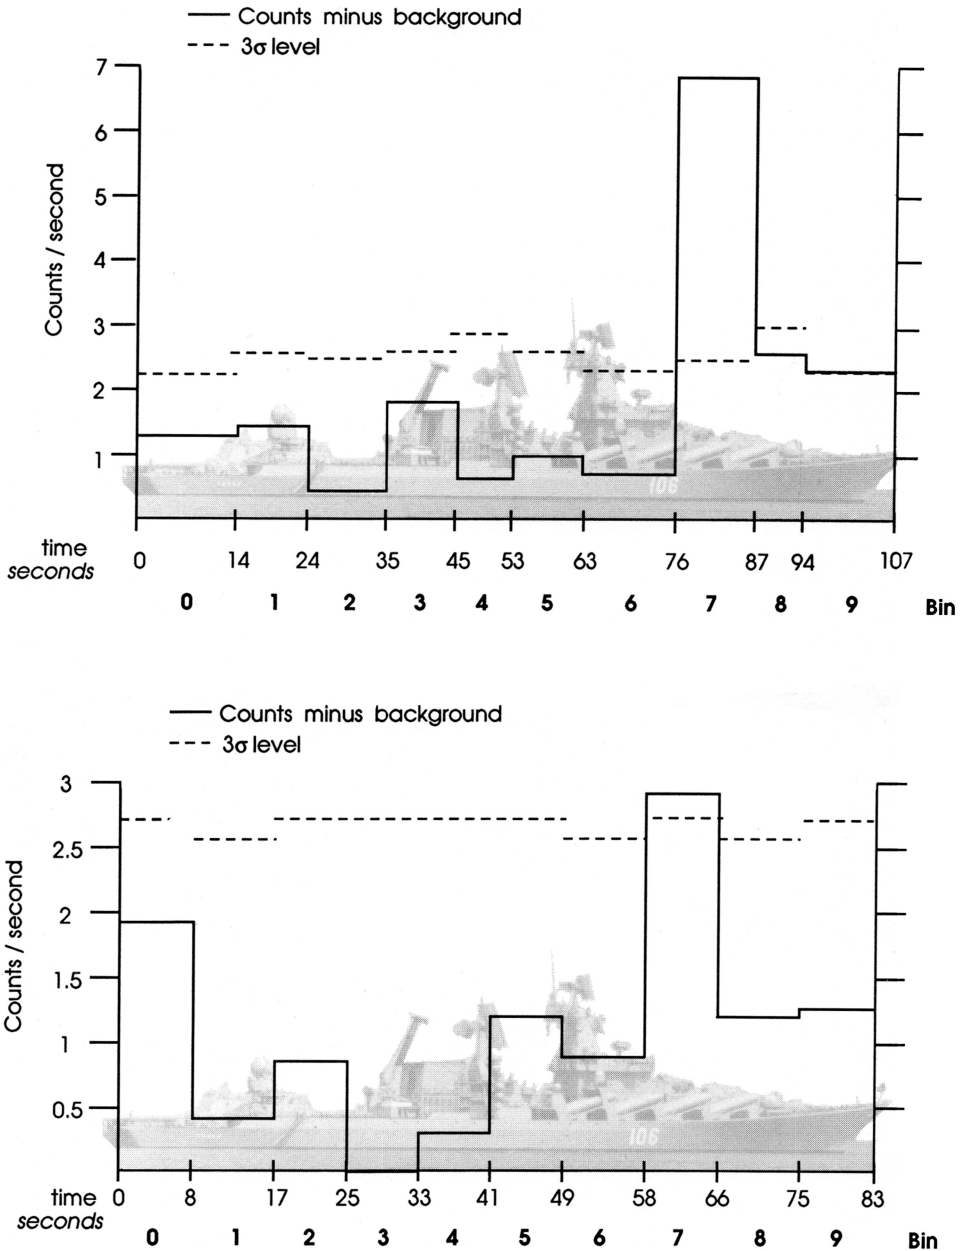 Counts minus background
3σ level
7
6
5
4
3
2
1
Counts / second
106
time
seconds
0 14 24 35 45 53 63 76 87 94 107
0 1 2 3 4 5 6 7 8 9 Bin
Counts minus background
3σ level
3
2.5
2
1.5
1
0.5
Counts / second
106
time
seconds
0 8 17 25 33 41 49 58 66 75 83
0 1 2 3 4 5 6 7 8 9 Bin